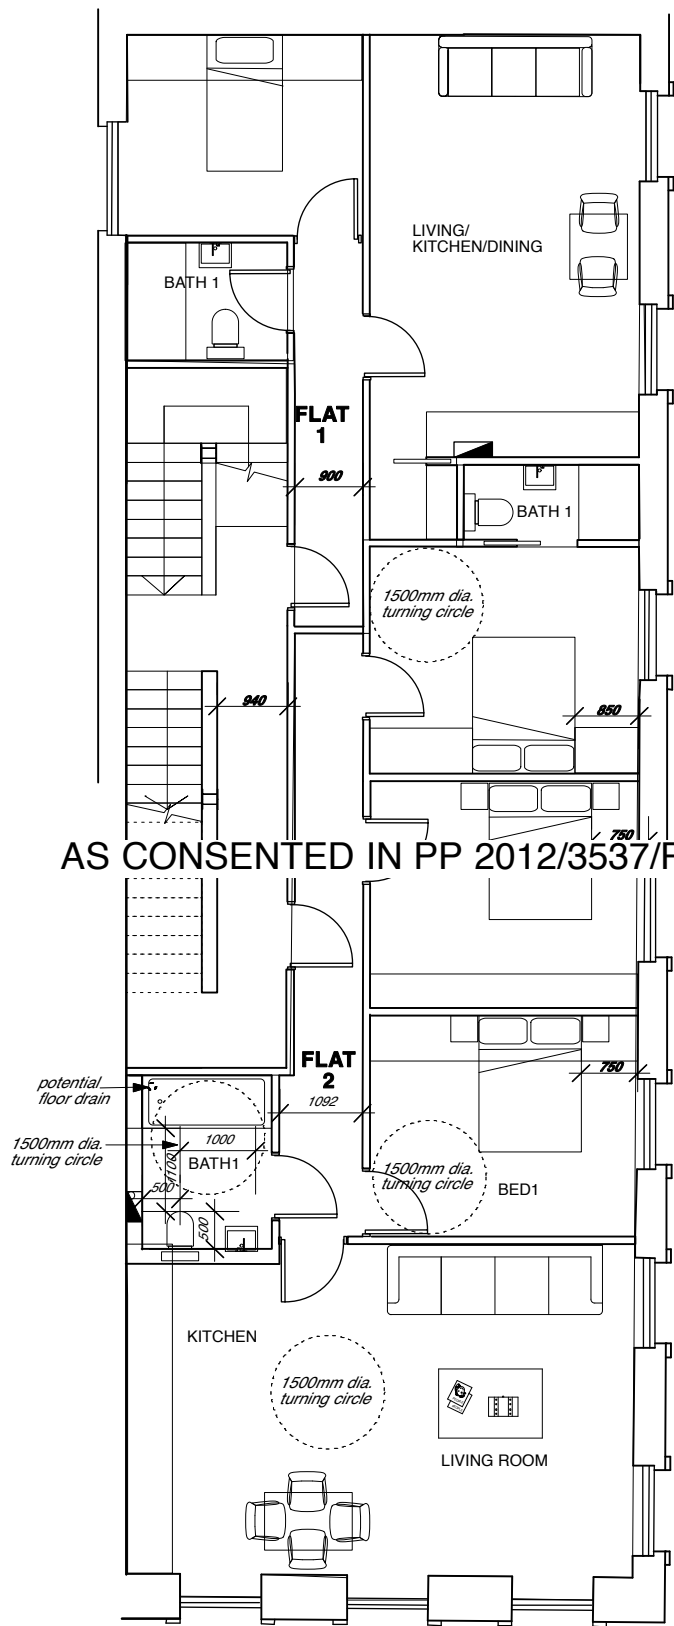 LIVING/
KITCHEN/DINING
BATH 1
FLAT
1
900
BATH 1
1500mm dia.
turning circle
940
850
750
AS CONSENTED IN PP 2012/3537/P
FLAT
2
750
potential
floor drain
1092
1500mm dia.
turning circle
1000
1100
BATH1
1500mm dia.
turning circle
500
BED1
500
KITCHEN
1500mm dia.
turning circle
LIVING ROOM